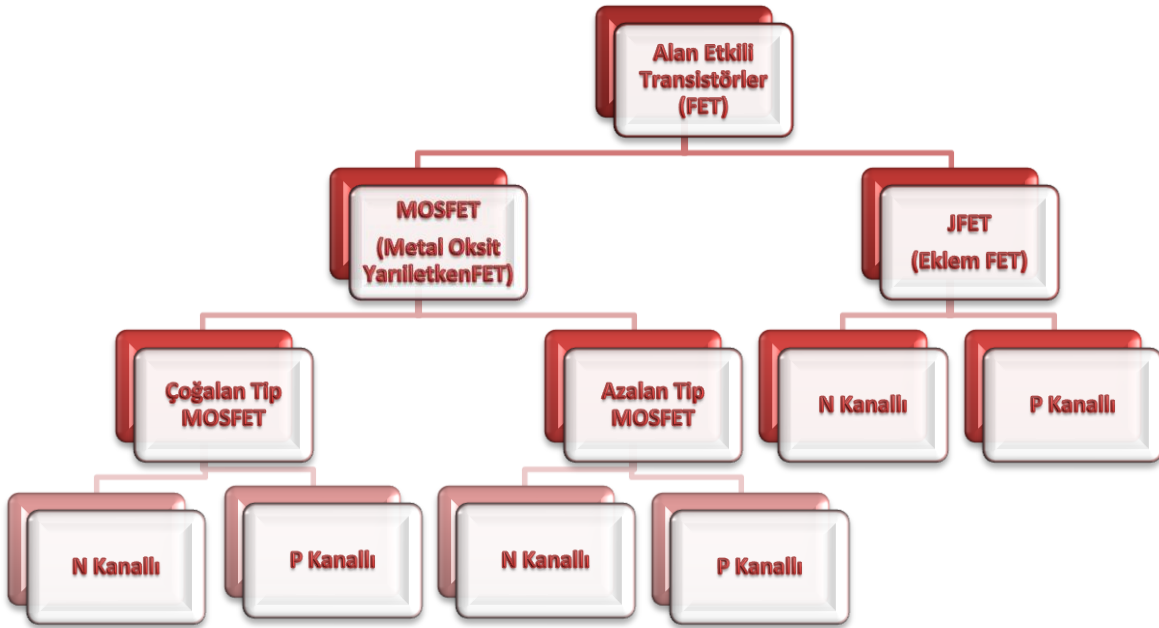 Alan Etkili
Transistörler
(FET)
MOSFET
(Metal Oksit
YarıiletkenFET)
JFET
(Eklem FET)
Çoğalan Tip
MOSFET
Azalan Tip
MOSFET
N Kanallı
P Kanallı
N Kanallı
P Kanallı
N Kanallı
P Kanallı